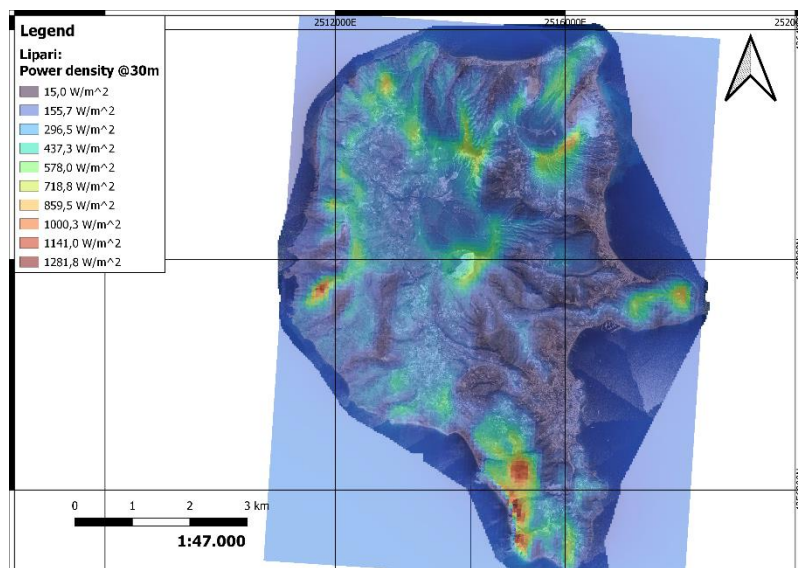 2512000E 2516000E 2520
Legend
Lipari:
Power density @30m
15,0 W/m^2
155,7 W/m^2
296,5 W/m^2
437,3 W/m^2
578,0 W/m^2
718,8 W/m^2
859,5 W/m^2
1000,3 W/m^2
1141,0 W/m^2
1281,8 W/m^2
0 1 2 3 km
1:47.000